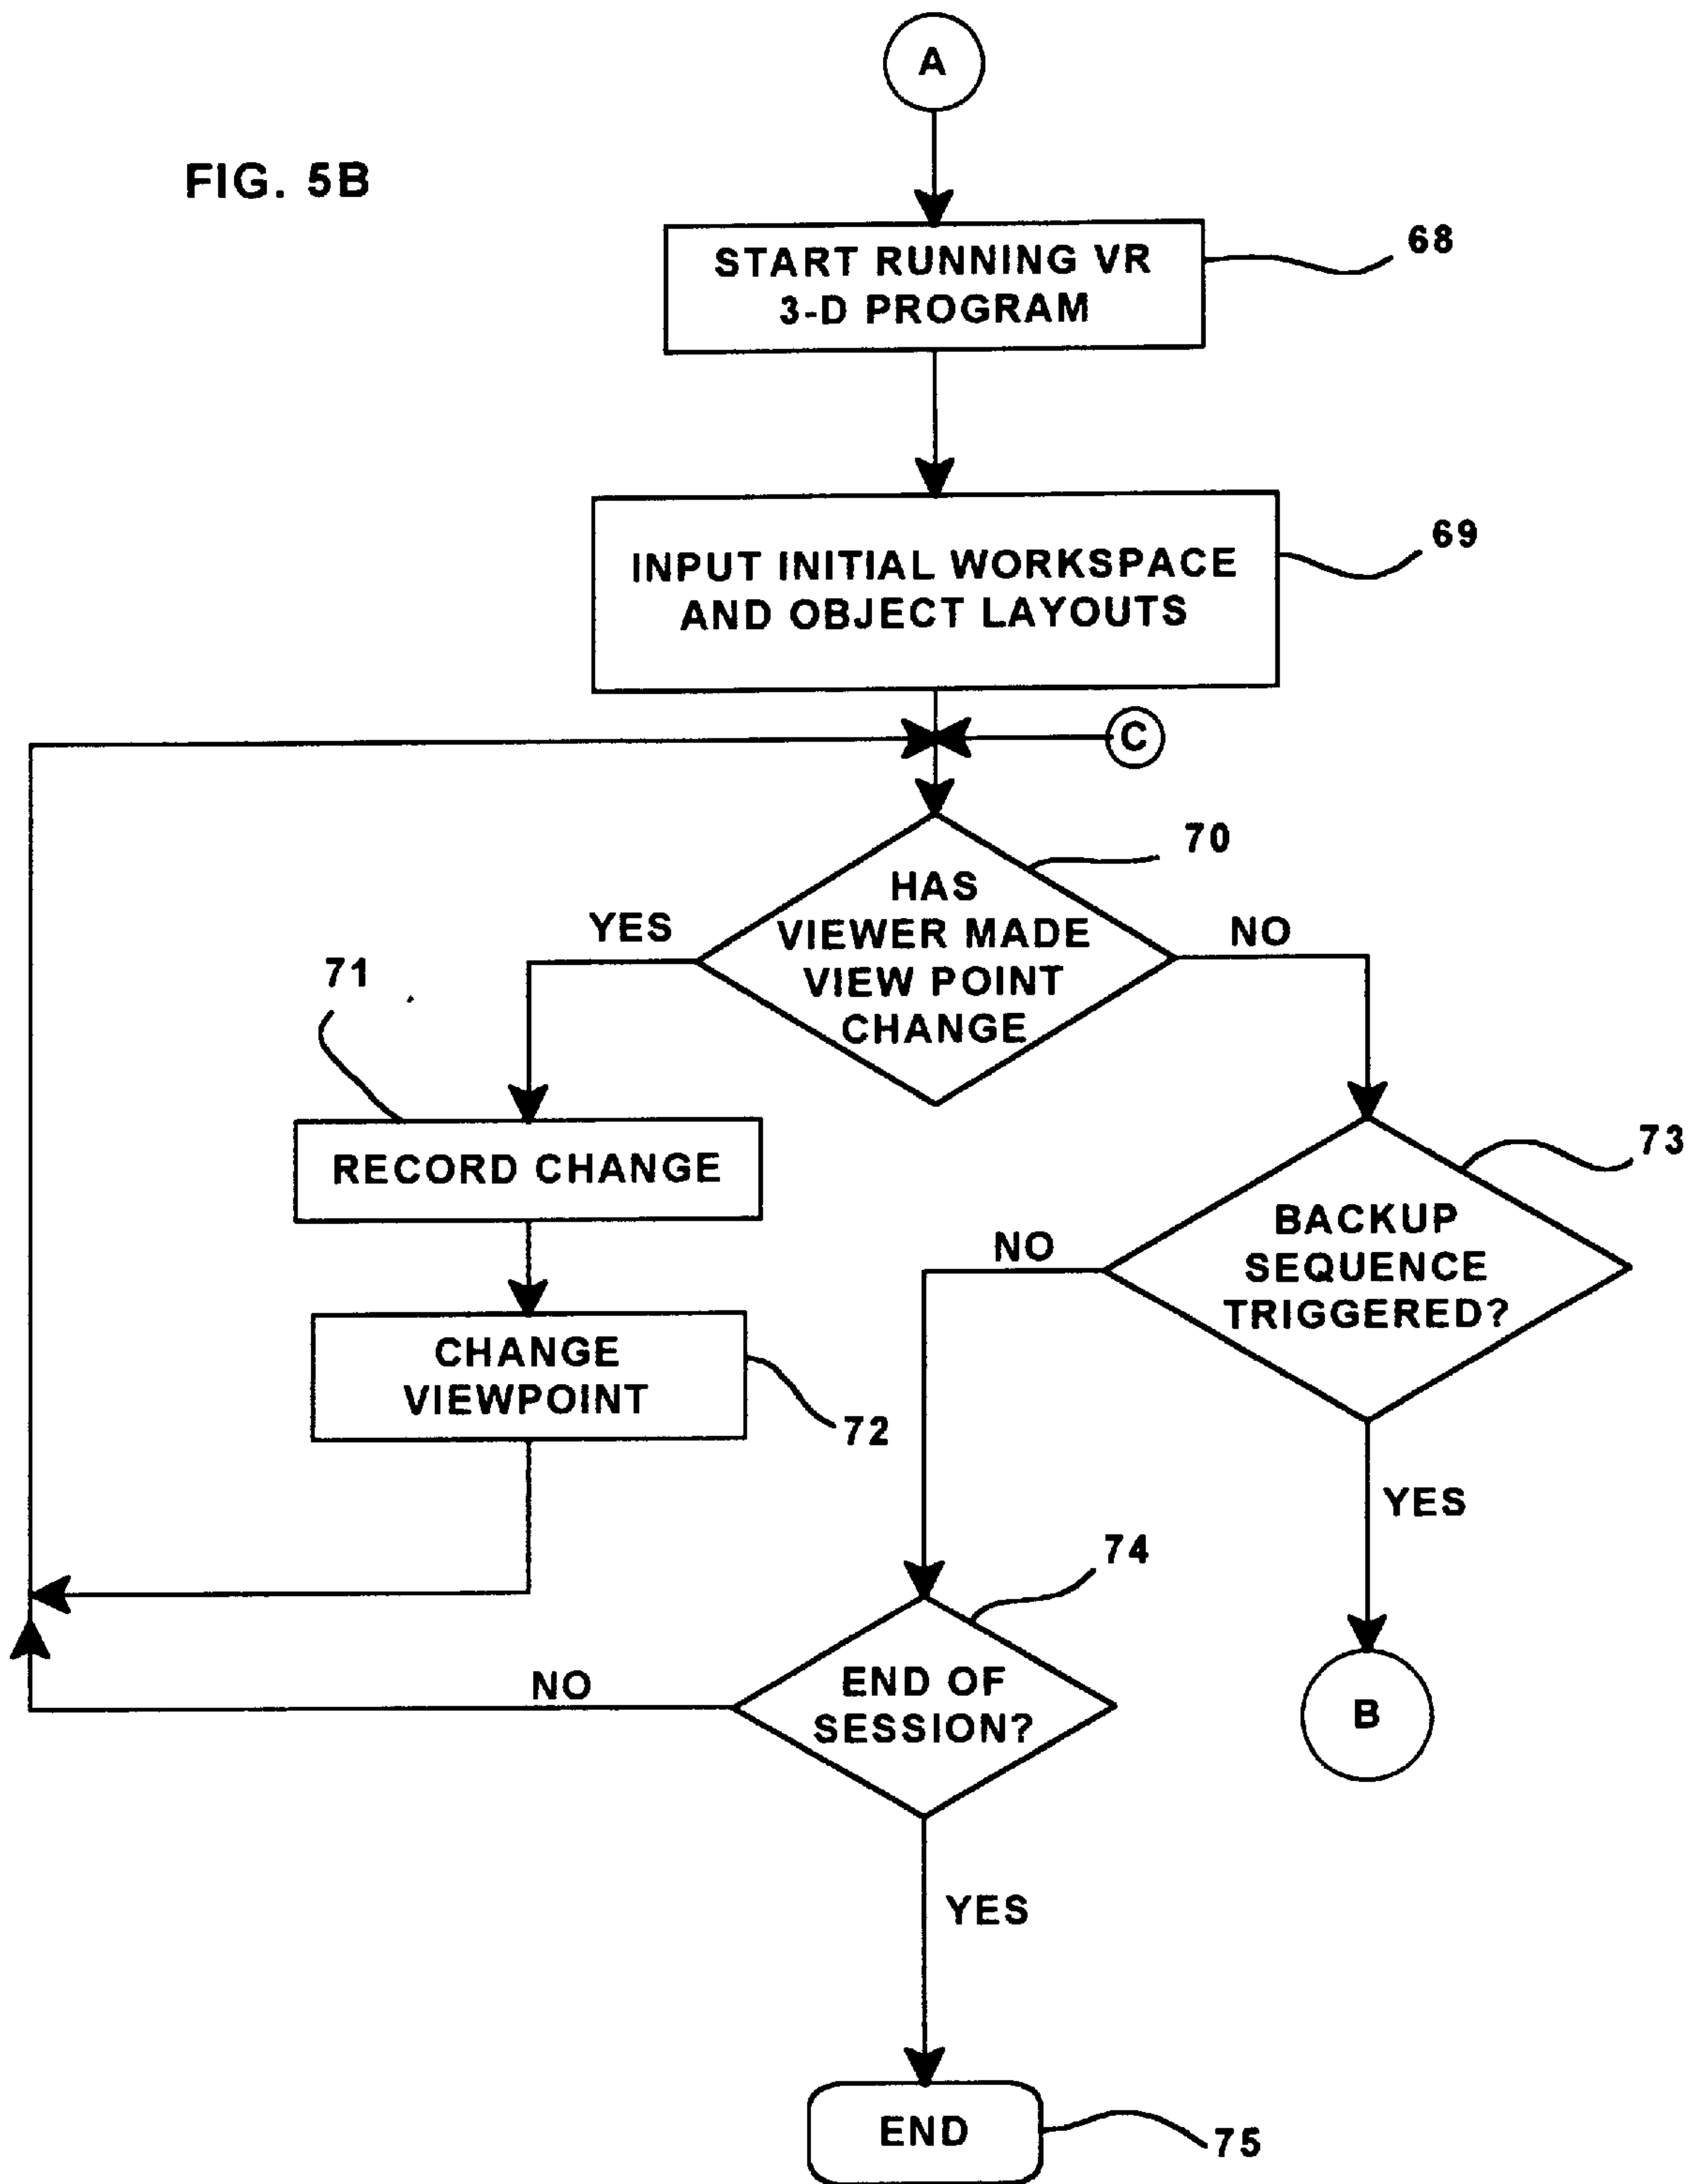 A
FIG. 5B
START RUNNING VR
3-D PROGRAM
68
INPUT INITIAL WORKSPACE
AND OBJECT LAYOUTS
69
C
70
HAS
VIEWER MADE
VIEW POINT
CHANGE
YES
NO
71
RECORD CHANGE
73
BACKUP
SEQUENCE
TRIGGERED?
NO
CHANGE
VIEWPOINT
72
YES
74
END OF
SESSION?
NO
B
YES
END
75